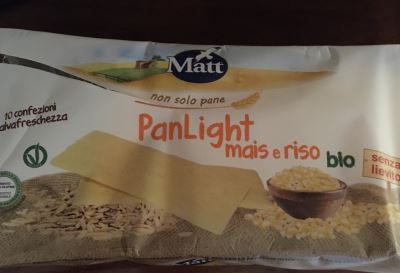 Matt
non solo pane
10 confezioni
salvafreschezza
PanLight
mais e riso bio
senza
lievito